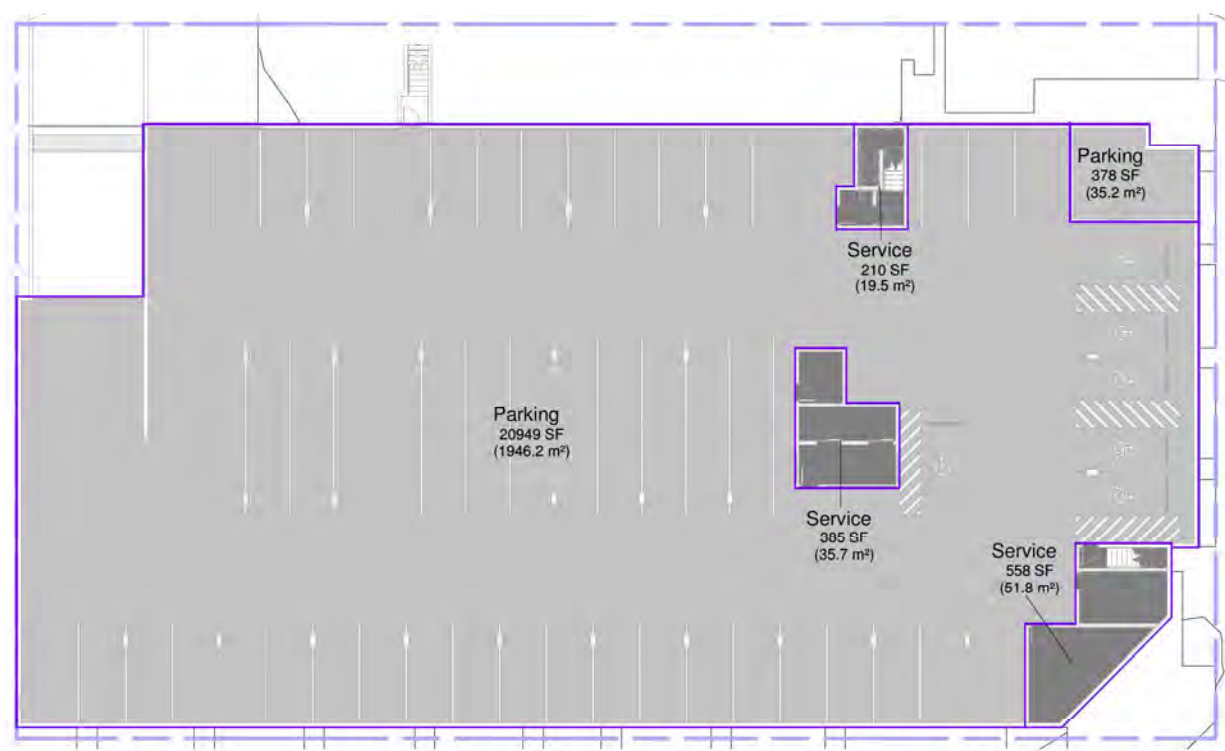 Parking
378 SF
(35.2 m²)
Service
210 SF
(19.5 m²)
Parking
20949 SF
(1946.2 m²)
Service
385 SF
(35.7 m²)
Service
558 SF
(51.8 m²)